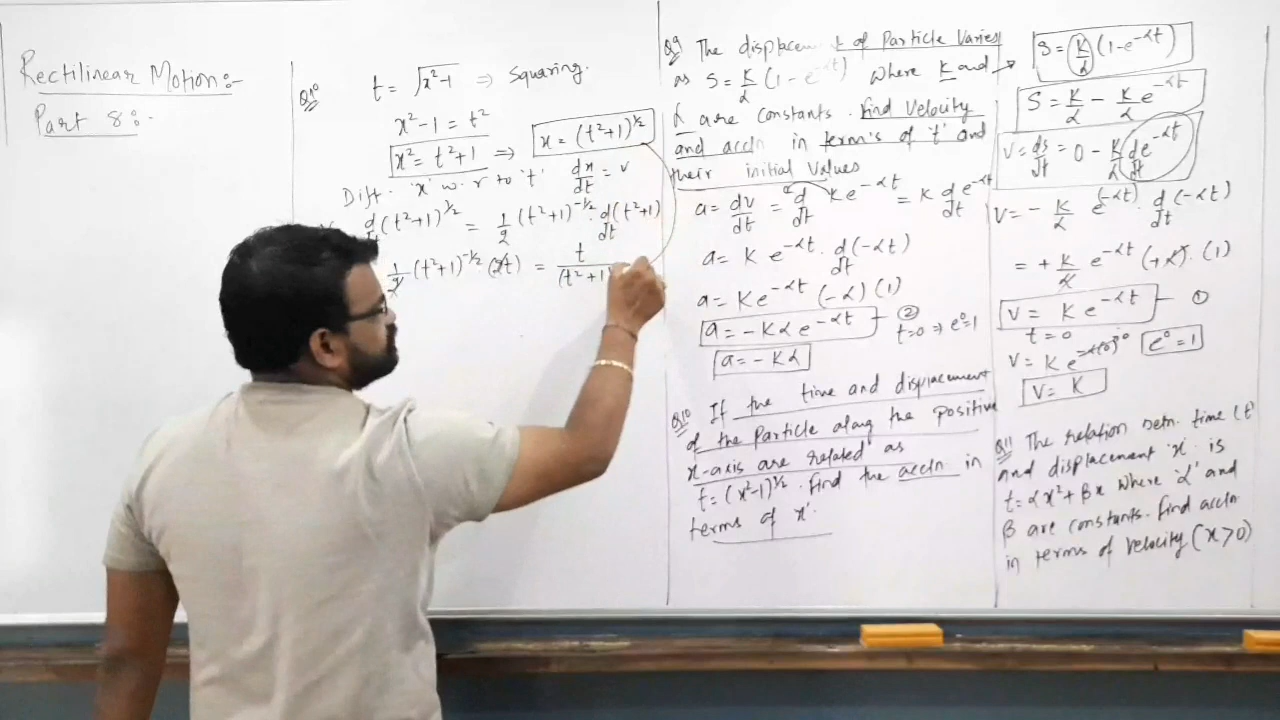 Rectilinear Motion:-
Part 8:-
Q10
t = √x²-1 ⇒ Squaring.
x²-1 = t²
x² = t²+1 ⇒ x = (t²+1)^1/2
Diff. 'x' w.r to 't' dx/dt = v
d/dt (t²+1)^1/2 = 1/2 (t²+1)^-1/2 . d/dt (t²+1)
1/2 (t²+1)^-1/2 (2t) = t/(t²+1)
Q9 The displacem t of Particle Varies
as S = K/α (1-e^-αt) where K and
α are constants. find velocity
and accln in term's of 't' and
their initial Values
a = dv/dt = d/dt Ke^-αt = K d/dt e^-αt
a = K e^-αt . d/dt (-αt)
a = Ke^-αt (-α) (1)
a = -Kα e^-αt — ②
t=0 ⇒ e⁰=1
a = -Kα
Q10 If the time and displacement
of the Particle along the positive
x-axis are related as
t = (x²-1)^1/2 . find the accln in
terms of 'x'.
S = K/α (1-e^-αt)
S = K/α - K/α e^-αt
V = ds/dt = 0 - K/α d/dt e^-αt
V = - K/α e^(-αt) . d/dt (-αt)
= + K/α e^-αt (+α) . (1)
V = K e^-αt — ①
t = 0
V = K e^-α(0) e⁰ = 1
V = K
Q11 The relation betn. time (t)
and displacement 'x' is
t = αx² + βx where 'α' and
β are constants. find accln
in terms of velocity (x>0)